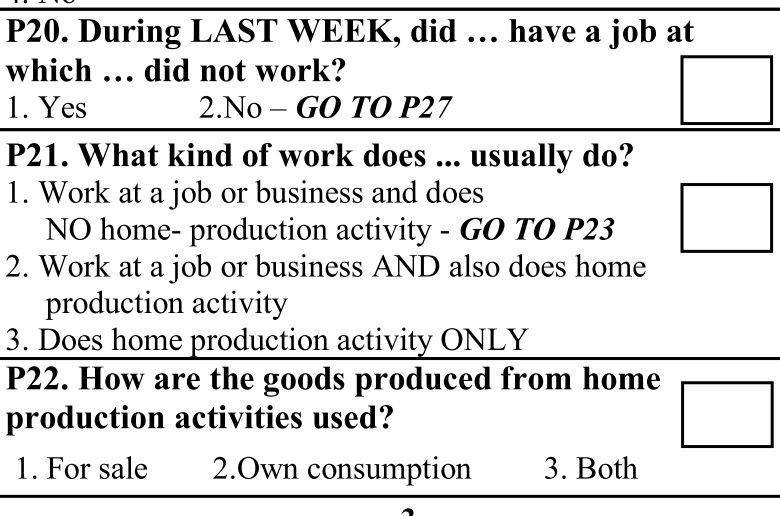 4. No
P20. During LAST WEEK, did … have a job at
which … did not work?
1. Yes 2.No – GO TO P27
P21. What kind of work does ... usually do?
1. Work at a job or business and does
NO home- production activity - GO TO P23
2. Work at a job or business AND also does home
production activity
3. Does home production activity ONLY
P22. How are the goods produced from home
production activities used?
1. For sale 2.Own consumption 3. Both